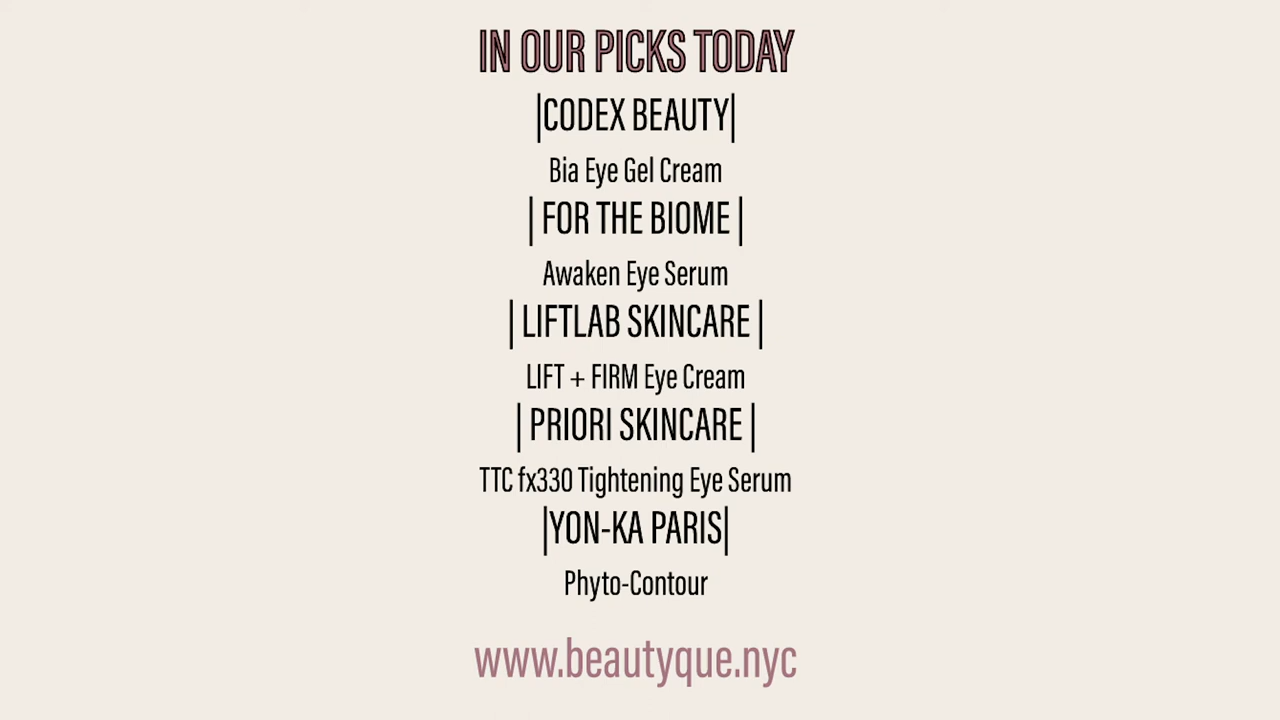 IN OUR PICKS TODAY
|CODEX BEAUTY|
Bia Eye Gel Cream
| FOR THE BIOME |
Awaken Eye Serum
| LIFTLAB SKINCARE |
LIFT + FIRM Eye Cream
| PRIORI SKINCARE |
TTC fx330 Tightening Eye Serum
|YON-KA PARIS|
Phyto-Contour
www.beautyque.nyc